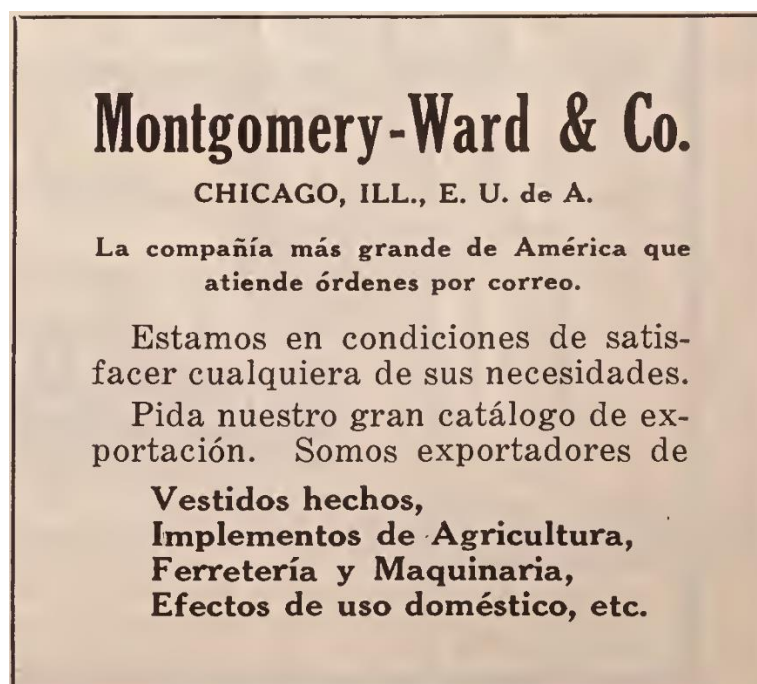 Montgomery-Ward & Co.
CHICAGO, ILL., E. U. de A.
La compañía más grande de América que
atiende órdenes por correo.
Estamos en condiciones de satis-
facer cualquiera de sus necesidades.
Pida nuestro gran catálogo de ex-
portación. Somos exportadores de
Vestidos hechos,
Implementos de Agricultura,
Ferretería y Maquinaria,
Efectos de uso doméstico, etc.